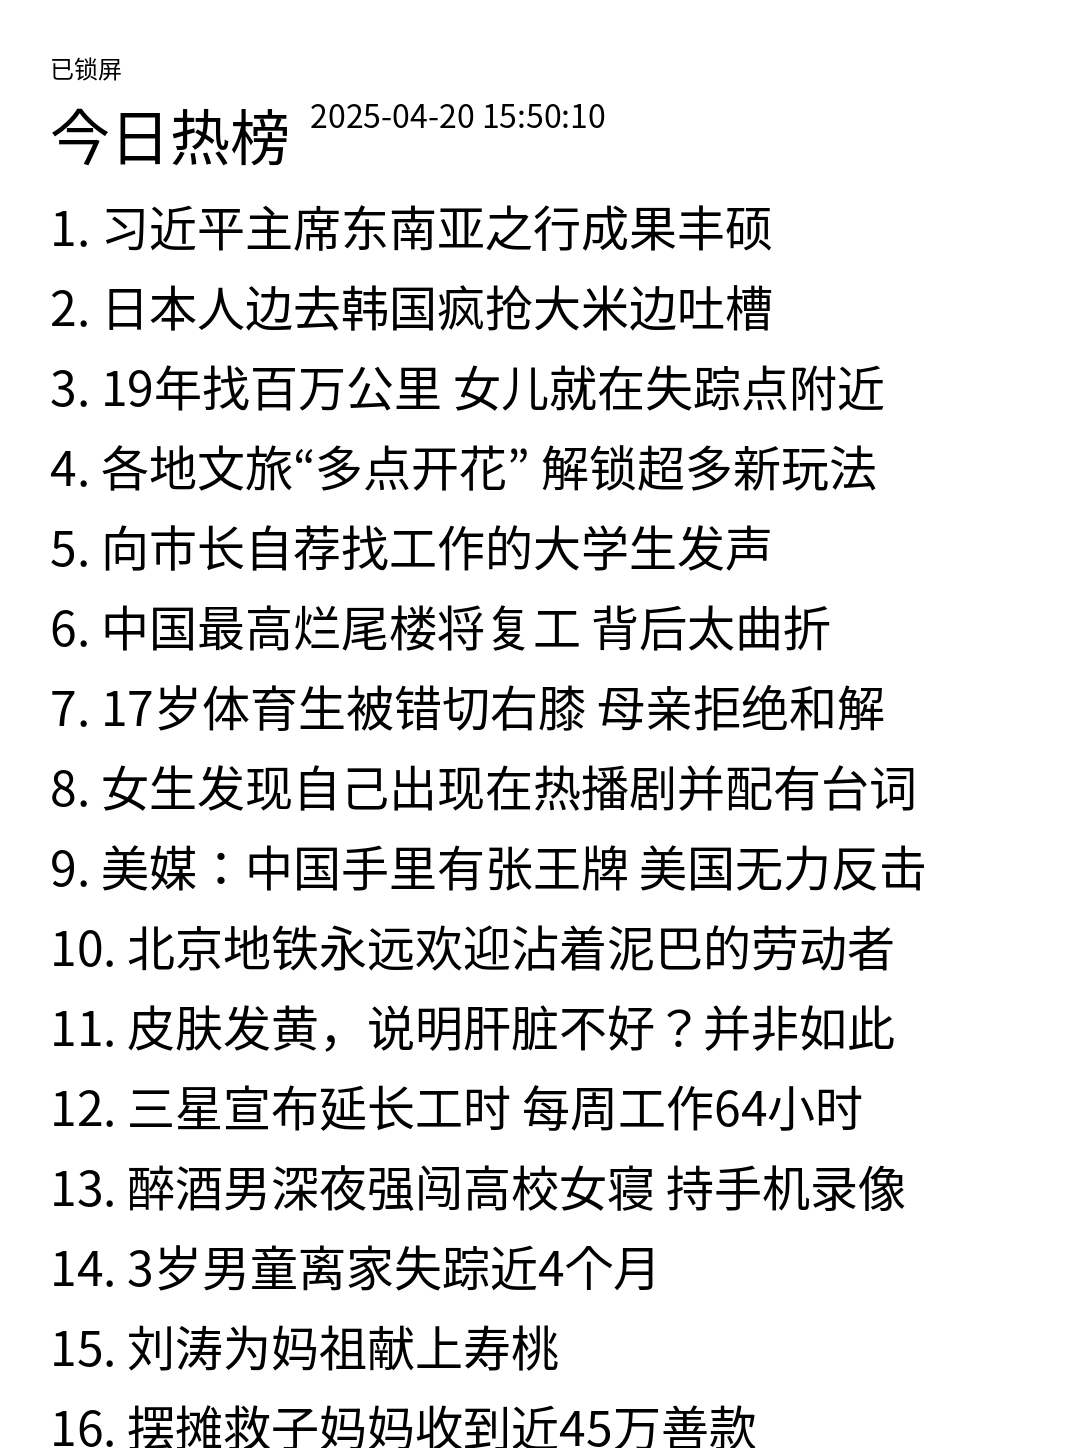 已锁屏
今日热榜 2025-04-20 15:50:10
1. 习近平主席东南亚之行成果丰硕
2. 日本人边去韩国疯抢大米边吐槽
3. 19年找百万公里 女儿就在失踪点附近
4. 各地文旅“多点开花” 解锁超多新玩法
5. 向市长自荐找工作的大学生发声
6. 中国最高烂尾楼将复工 背后太曲折
7. 17岁体育生被错切右膝 母亲拒绝和解
8. 女生发现自己出现在热播剧并配有台词
9. 美媒：中国手里有张王牌 美国无力反击
10. 北京地铁永远欢迎沾着泥巴的劳动者
11. 皮肤发黄，说明肝脏不好？并非如此
12. 三星宣布延长工时 每周工作64小时
13. 醉酒男深夜强闯高校女寝 持手机录像
14. 3岁男童离家失踪近4个月
15. 刘涛为妈祖献上寿桃
16. 摆摊救子妈妈收到近45万善款